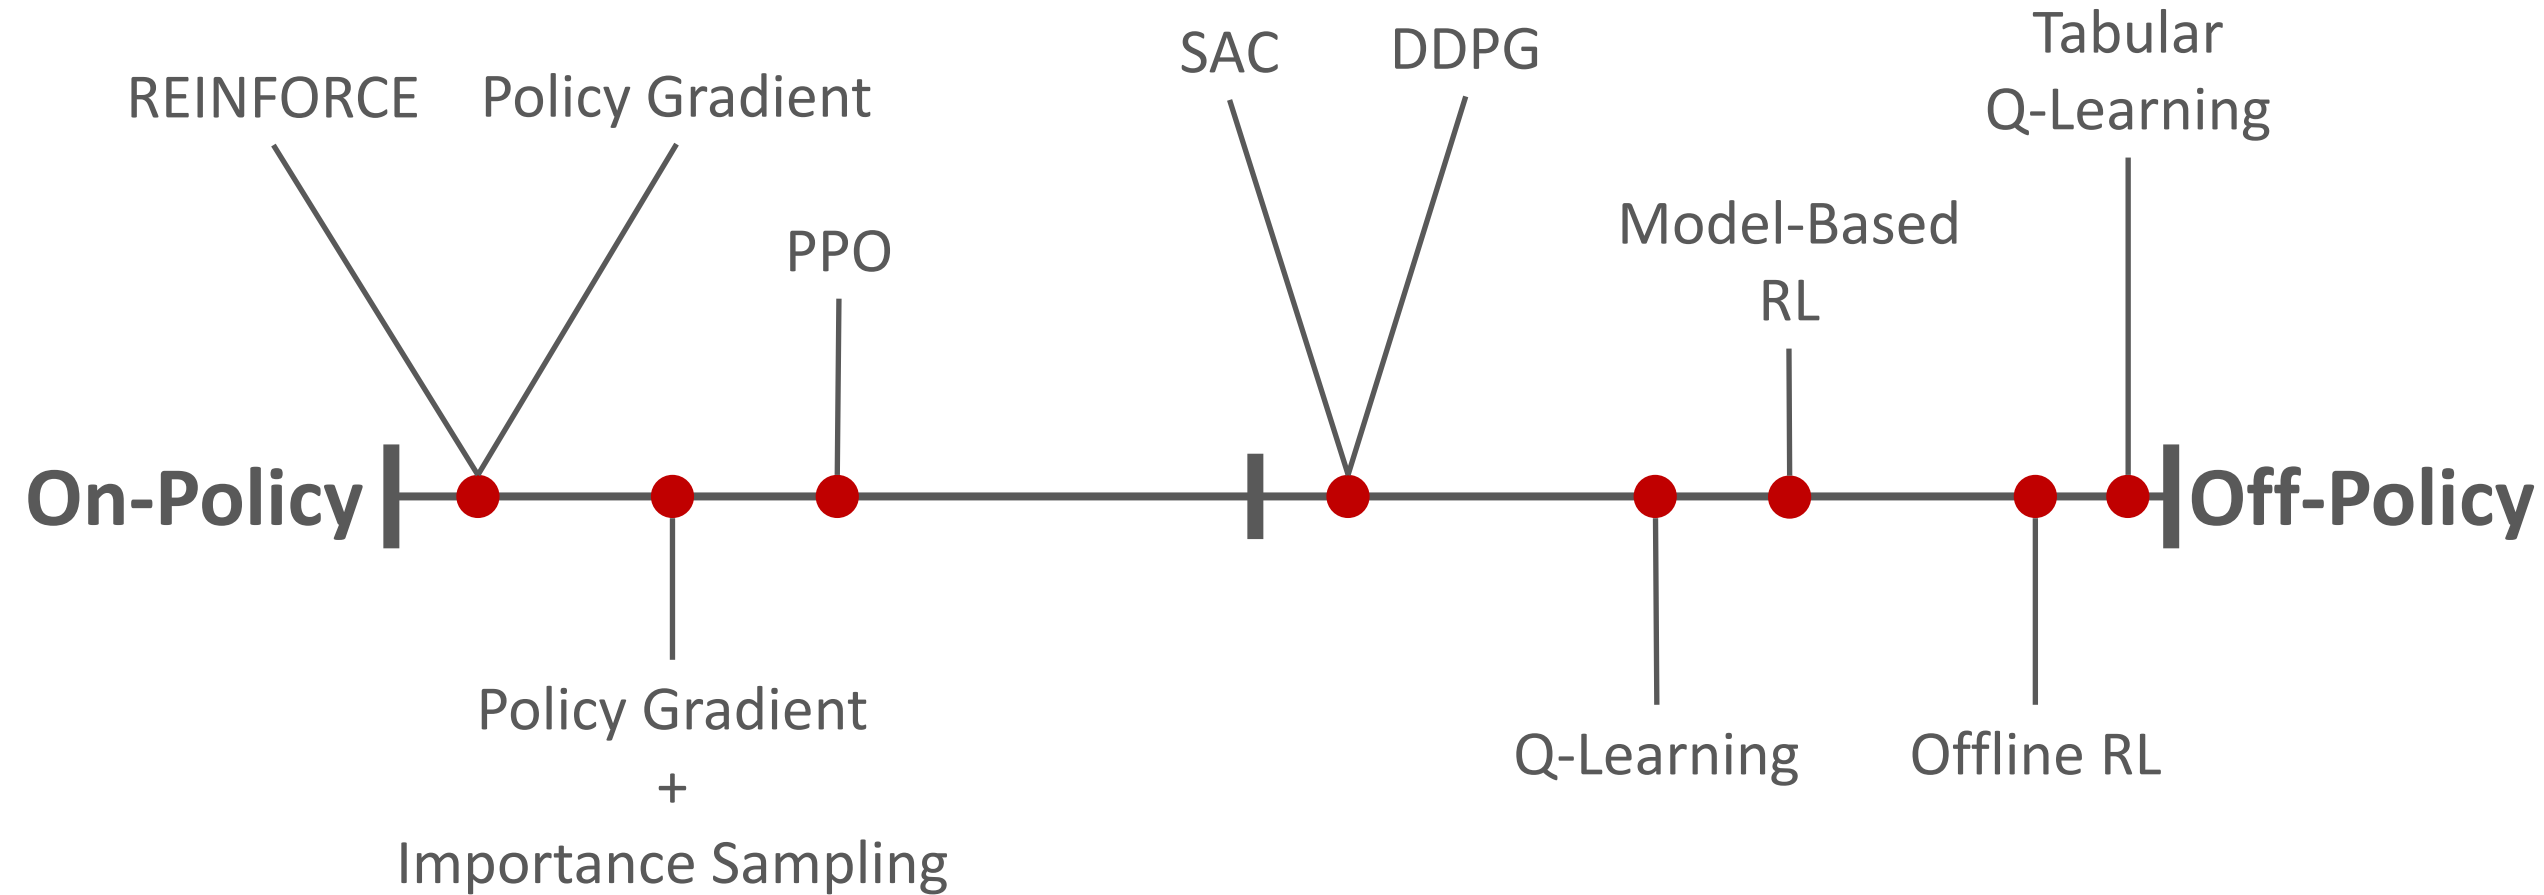 REINFORCE
Policy Gradient
PPO
SAC
DDPG
Tabular
Q-Learning
Model-Based
RL
On-Policy
Off-Policy
Policy Gradient
+
Importance Sampling
Q-Learning
Offline RL